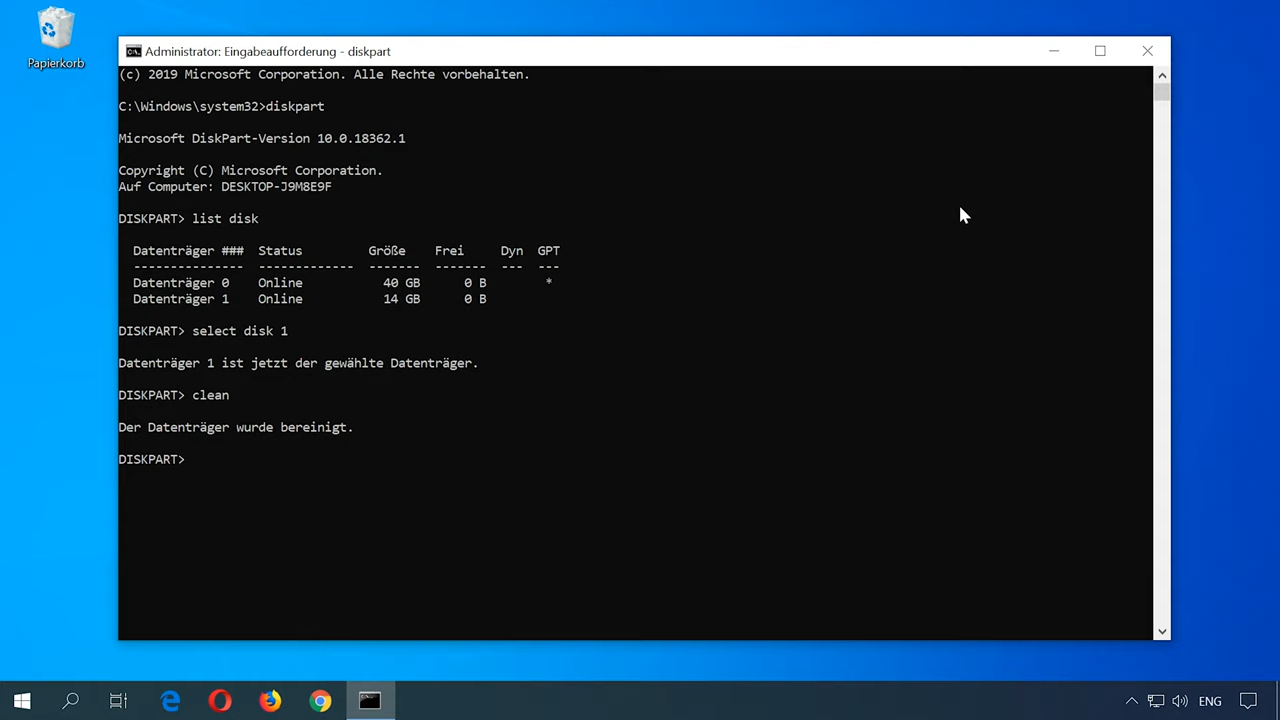 Papierkorb
Administrator: Eingabeaufforderung - diskpart
(c) 2019 Microsoft Corporation. Alle Rechte vorbehalten.
C:\Windows\system32>diskpart
Microsoft DiskPart-Version 10.0.18362.1
Copyright (C) Microsoft Corporation.
Auf Computer: DESKTOP-J9M8E9F
DISKPART> list disk
  Datenträger ###  Status         Größe    Frei     Dyn  GPT
  ---------------  -------------  -------  -------  ---  ---
  Datenträger 0    Online           40 GB      0 B        *
  Datenträger 1    Online           14 GB      0 B
DISKPART> select disk 1
Datenträger 1 ist jetzt der gewählte Datenträger.
DISKPART> clean
Der Datenträger wurde bereinigt.
DISKPART>
ENG